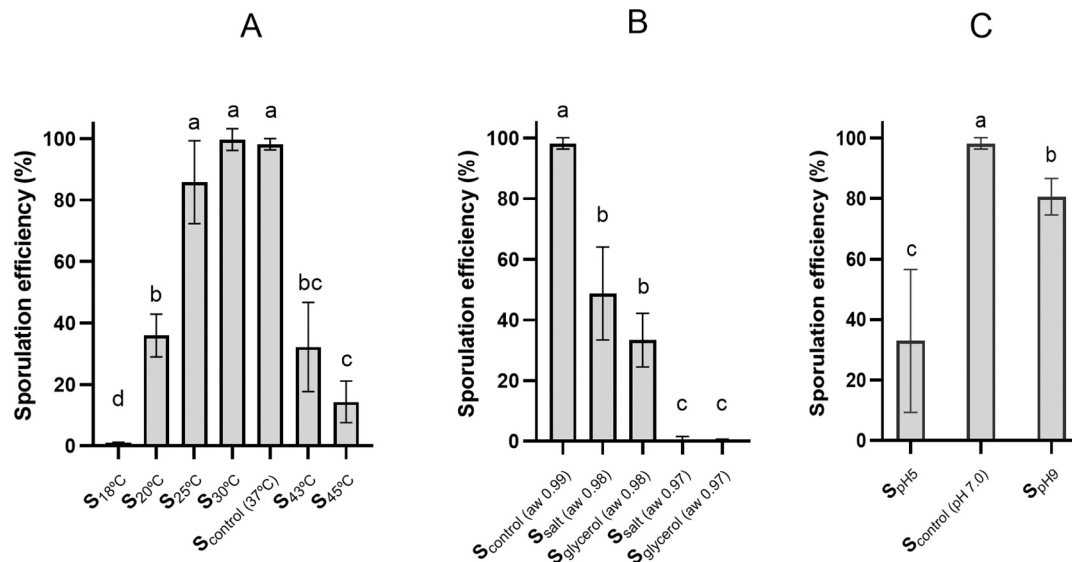 A
Sporulation efficiency (%)
100
80
60
40
20
0
d
b
a
a
a
bc
c
S18ºC
S20ºC
S25ºC
S30ºC
Scontrol (37ºC)
S43ºC
S45ºC
B
Sporulation efficiency (%)
100
80
60
40
20
0
a
b
b
c
c
Scontrol (aw 0.99)
Ssalt (aw 0.98)
Sglycerol (aw 0.98)
Ssalt (aw 0.97)
Sglycerol (aw 0.97)
C
Sporulation efficiency (%)
100
80
60
40
20
0
c
a
b
SpH5
Scontrol (pH 7.0)
SpH9